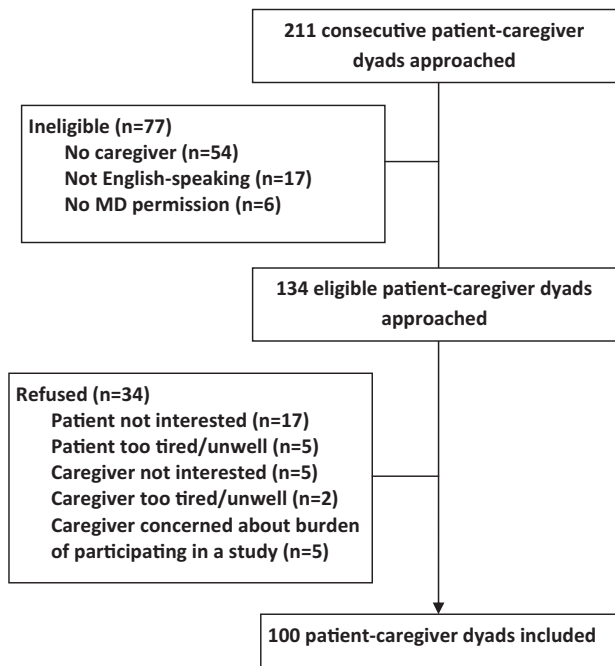 211 consecutive patient-caregiver
dyads approached
Ineligible (n=77)
No caregiver (n=54)
Not English-speaking (n=17)
No MD permission (n=6)
134 eligible patient-caregiver dyads
approached
Refused (n=34)
Patient not interested (n=17)
Patient too tired/unwell (n=5)
Caregiver not interested (n=5)
Caregiver too tired/unwell (n=2)
Caregiver concerned about burden
of participating in a study (n=5)
100 patient-caregiver dyads included